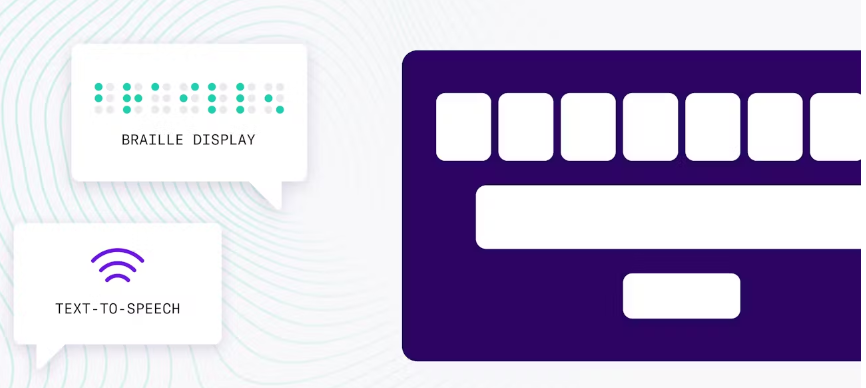 BRAILLE DISPLAY
TEXT-TO-SPEECH